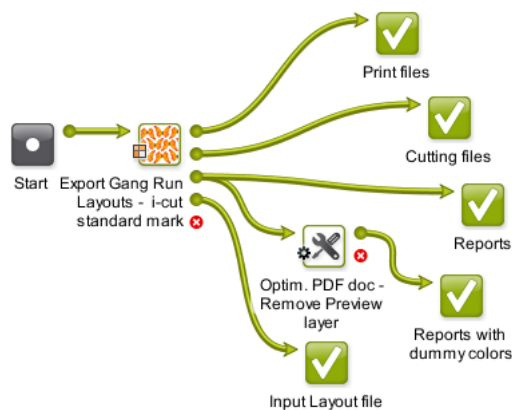 Print files
Cutting files
Start
Export Gang Run
Layouts - i-cut
standard mark
Reports
Optim. PDF doc -
Remove Preview
layer
Reports with
dummy colors
Input Layout file